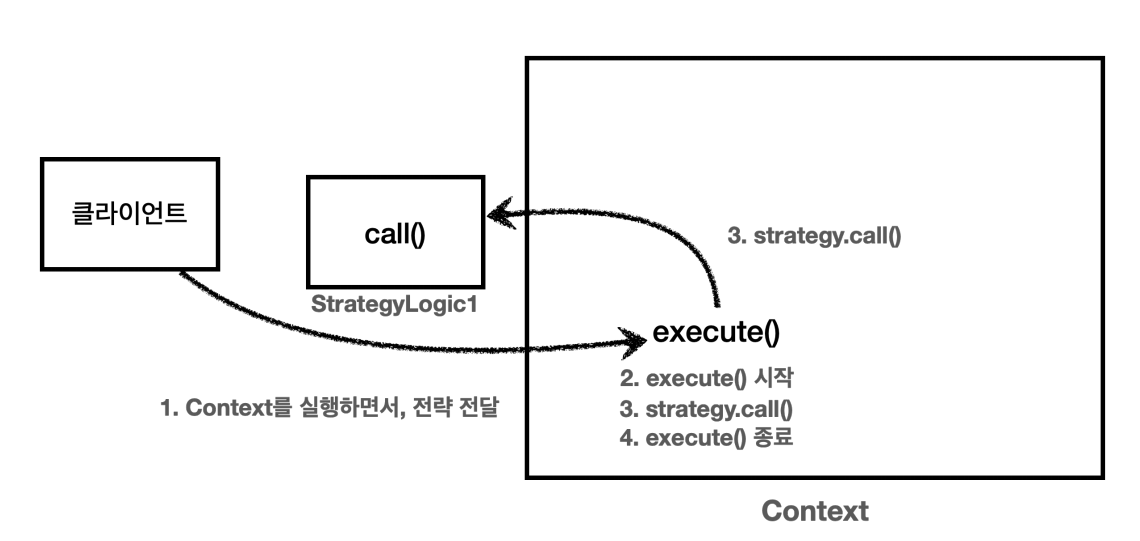 클라이언트
call()
StrategyLogic1
3. strategy.call()
execute()
2. execute() 시작
3. strategy.call()
4. execute() 종료
1. Context를 실행하면서, 전략 전달
Context